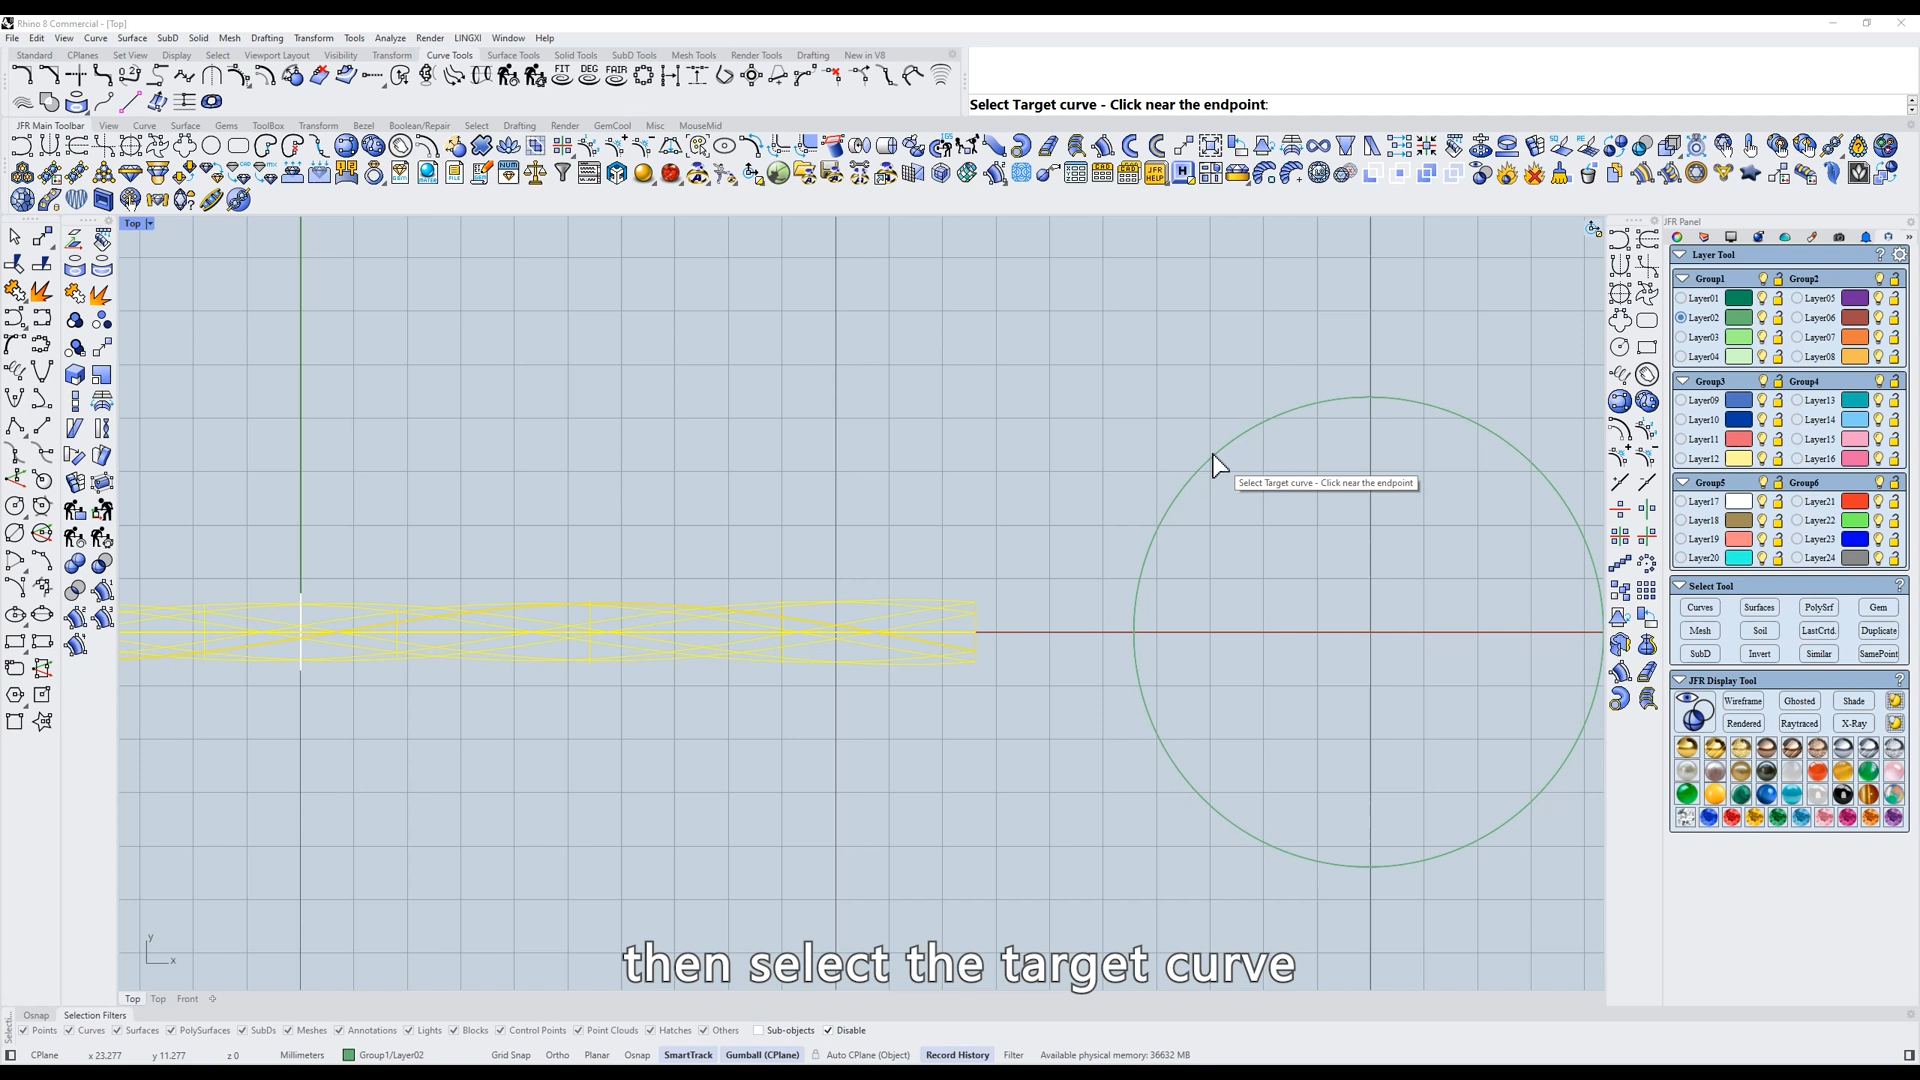 Rhino 8 Commercial - [Top]
File Edit View Curve Surface SubD Solid Mesh Drafting Transform Tools Analyze Render LINGXI Window Help
Standard CPlanes Set View Display Select Viewport Layout Visibility Transform Curve Tools Surface Tools Solid Tools SubD Tools Mesh Tools Render Tools Drafting New in V8
FIT DEG FAIR
Select Target curve - Click near the endpoint:
JFR Main Toolbar View Curve Surface Gems ToolBox Transform Bezel Boolean/Repair Select Drafting Render GemCool Misc MouseMid
Top
Select Target curve - Click near the endpoint
JFR Panel
Layer Tool ?
Group1 Group2
Layer01 Layer05
Layer02 Layer06
Layer03 Layer07
Layer04 Layer08
Group3 Group4
Layer09 Layer13
Layer10 Layer14
Layer11 Layer15
Layer12 Layer16
Group5 Group6
Layer17 Layer21
Layer18 Layer22
Layer19 Layer23
Layer20 Layer24
Select Tool ?
Curves Surfaces PolySrf Gem
Mesh Soil LastCrtd. Duplicate
SubD Invert Similar SamePoint
JFR Display Tool ?
Wireframe Ghosted Shade
Rendered Raytraced X-Ray
y
x
then select the target curve
Top Top Front
Osnap Selection Filters
Points Curves Surfaces PolySurfaces SubDs Meshes Annotations Lights Blocks Control Points Point Clouds Hatches Others Sub-objects Disable
CPlane x 23.277 y 11.277 z 0 Millimeters Group1/Layer02 Grid Snap Ortho Planar Osnap SmartTrack Gumball (CPlane) Auto CPlane (Object) Record History Filter Available physical memory: 36632 MB